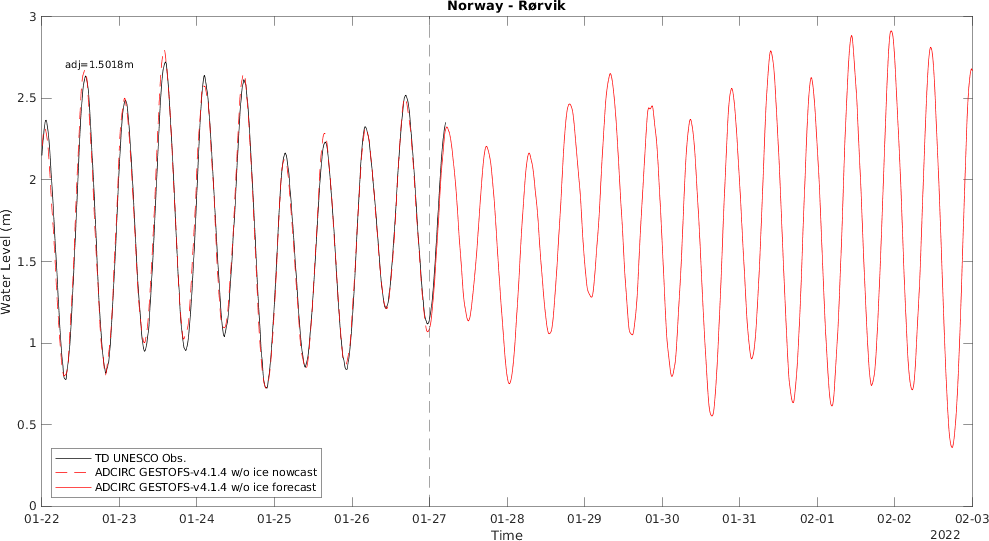 Norway - Rørvik
3
adj=1.5018m
2.5
2
1.5
1
0.5
0
Water Level (m)
TD UNESCO Obs.
ADCIRC GESTOFS-v4.1.4 w/o ice nowcast
ADCIRC GESTOFS-v4.1.4 w/o ice forecast
01-22 01-23 01-24 01-25 01-26 01-27 01-28 01-29 01-30 01-31 02-01 02-02 02-03
Time
2022